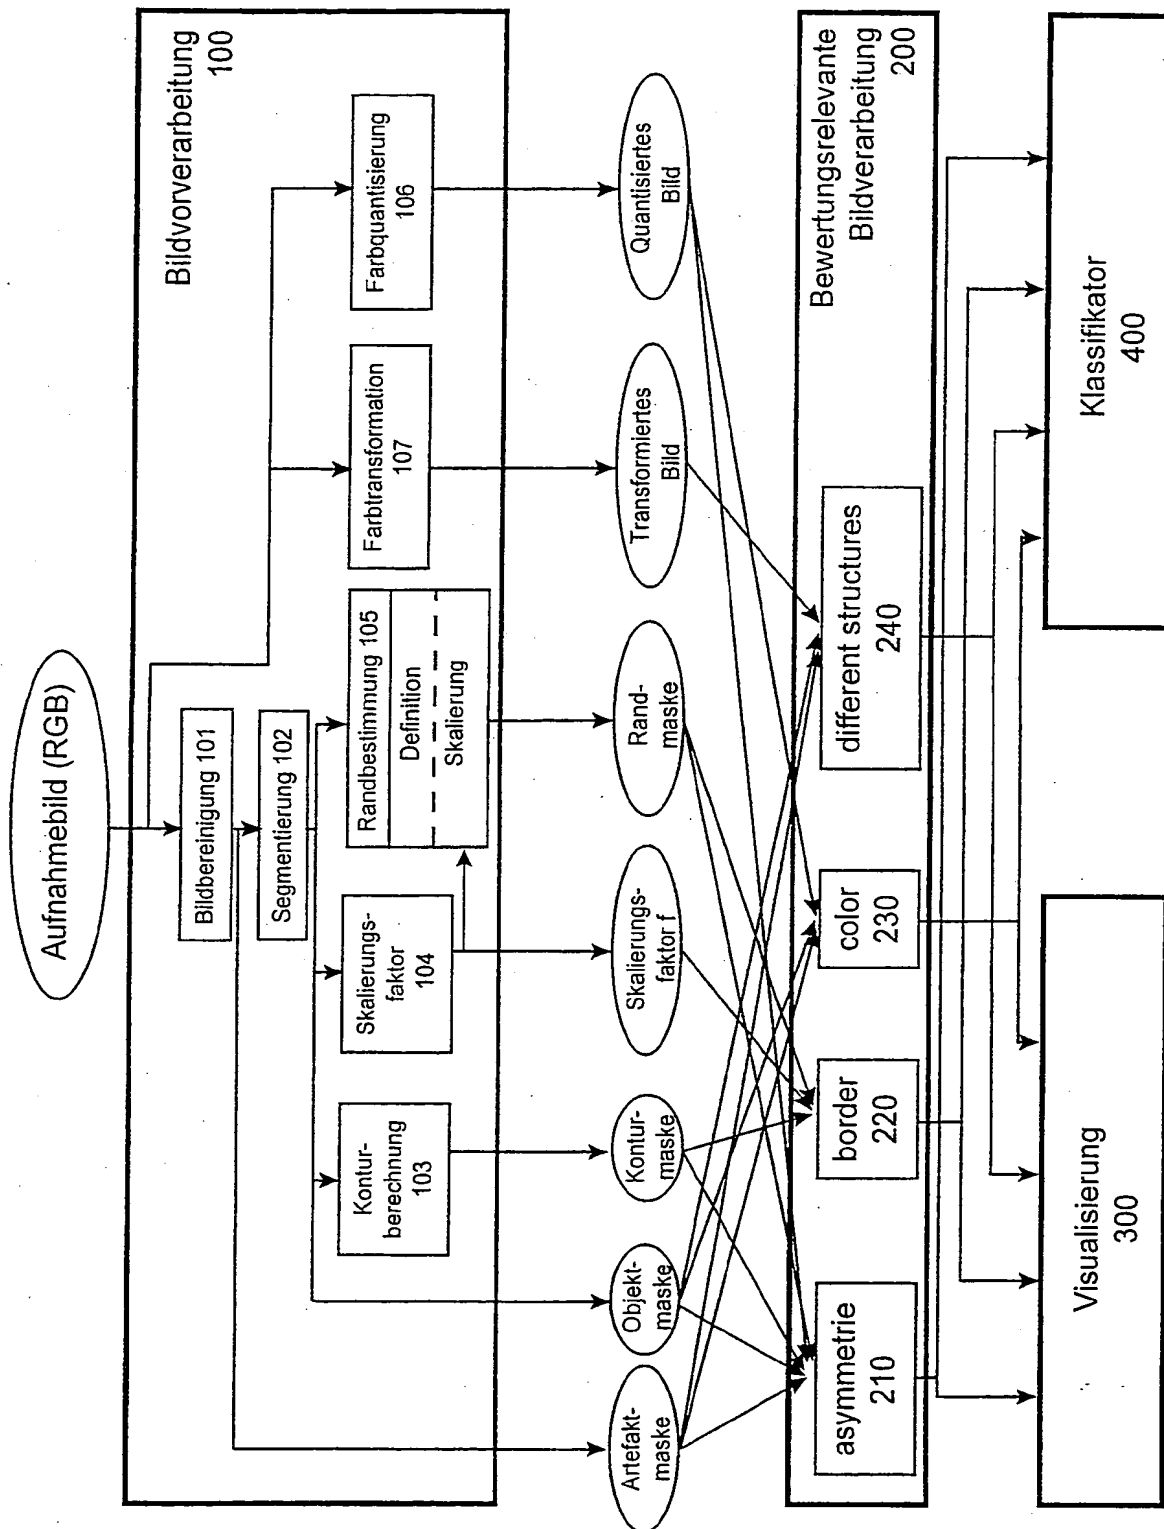 Aufnahmebild (RGB)
Bildvorverarbeitung
100
Bildbereinigung 101
Segmentierung 102
Kontur-
berechnung
103
Skalierungs-
faktor
104
Randbestimmung 105
Definition
Skalierung
Farbtransformation
107
Farbquantisierung
106
Artefakt-
maske
Objekt-
maske
Kontur-
maske
Skalierungs-
faktor f
Rand-
maske
Transformiertes
Bild
Quantisiertes
Bild
Bewertungsrelevante
Bildverarbeitung
200
asymmetrie
210
border
220
color
230
different structures
240
Visualisierung
300
Klassifikator
400